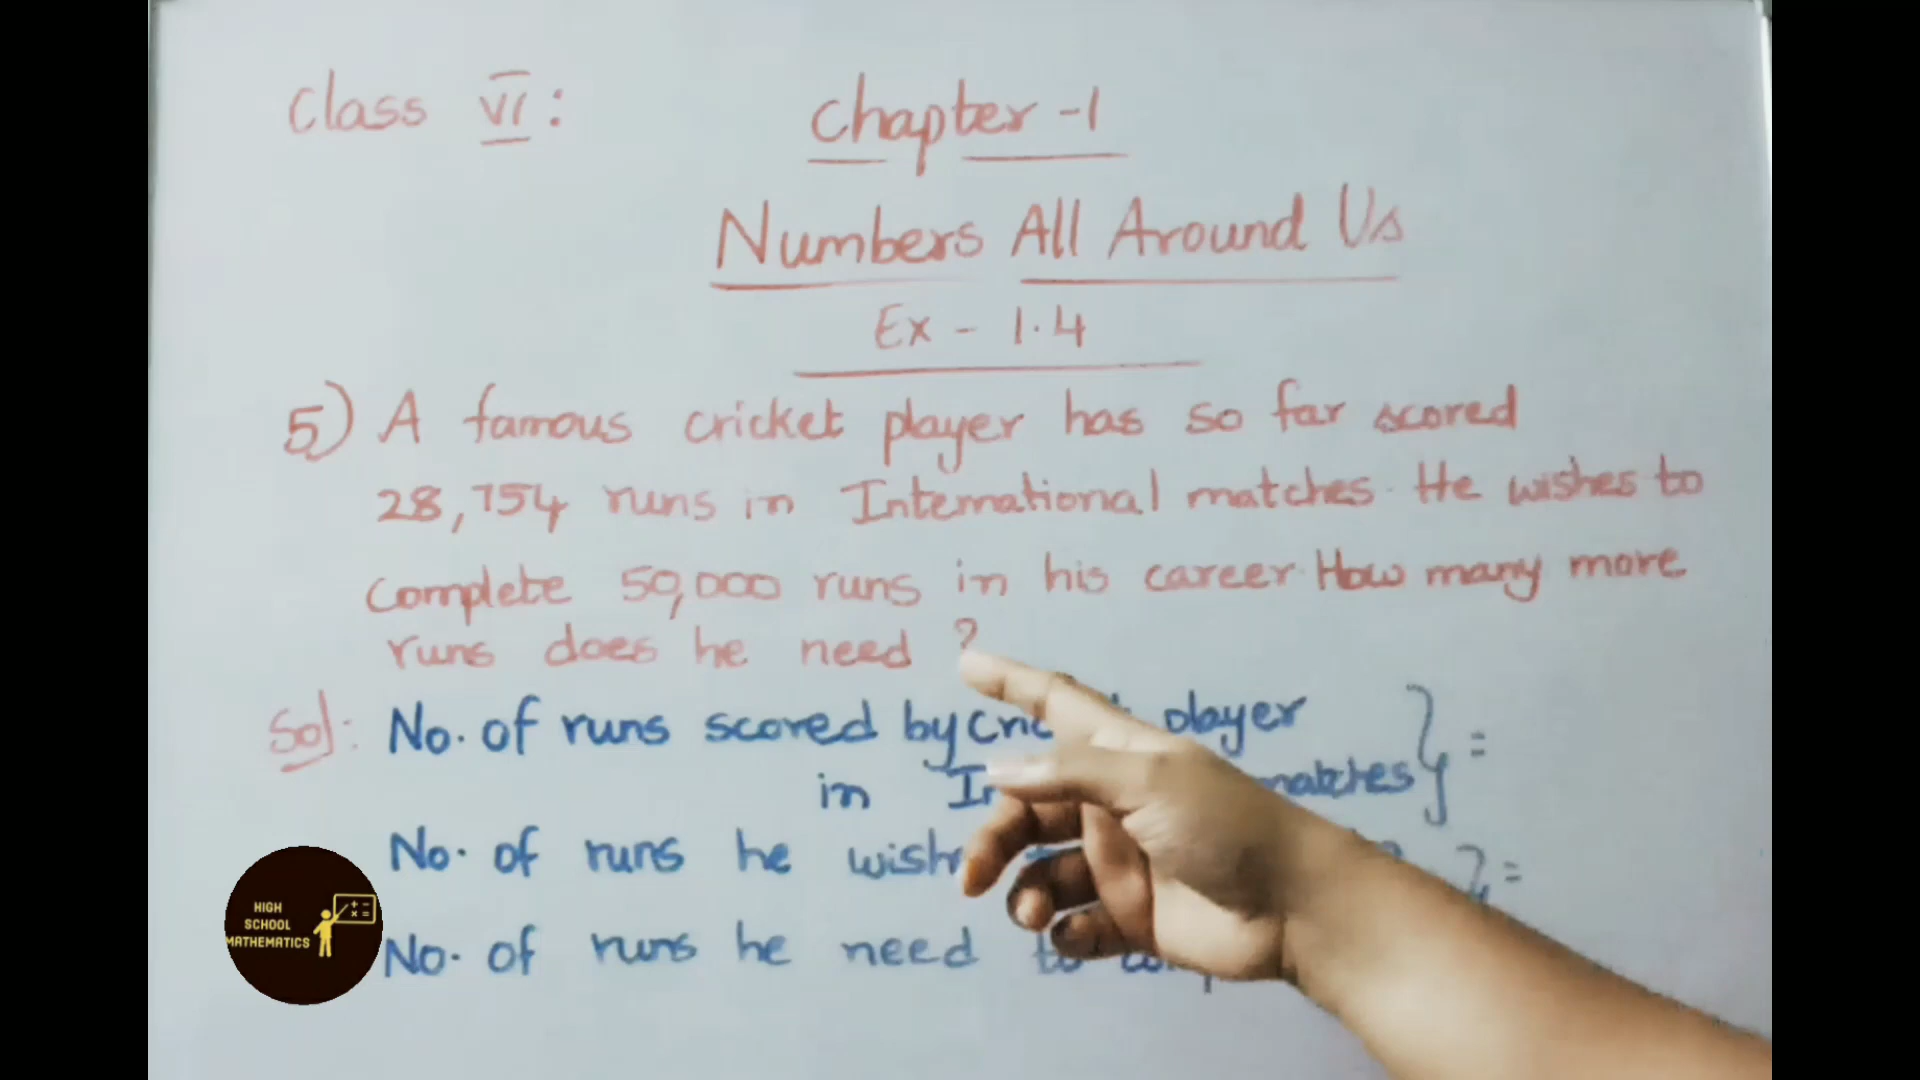 Class VI:
Chapter -1
Numbers All Around Us
Ex - 1.4
5) A famous cricket player has so far scored
28,754 runs in International matches. He wishes to
Complete 50,000 runs in his career. How many more
runs does he need ?
Sol: No. of runs scored by player
in matches } =
No. of runs he } =
No. of runs he need to
HIGH
SCHOOL
MATHEMATICS